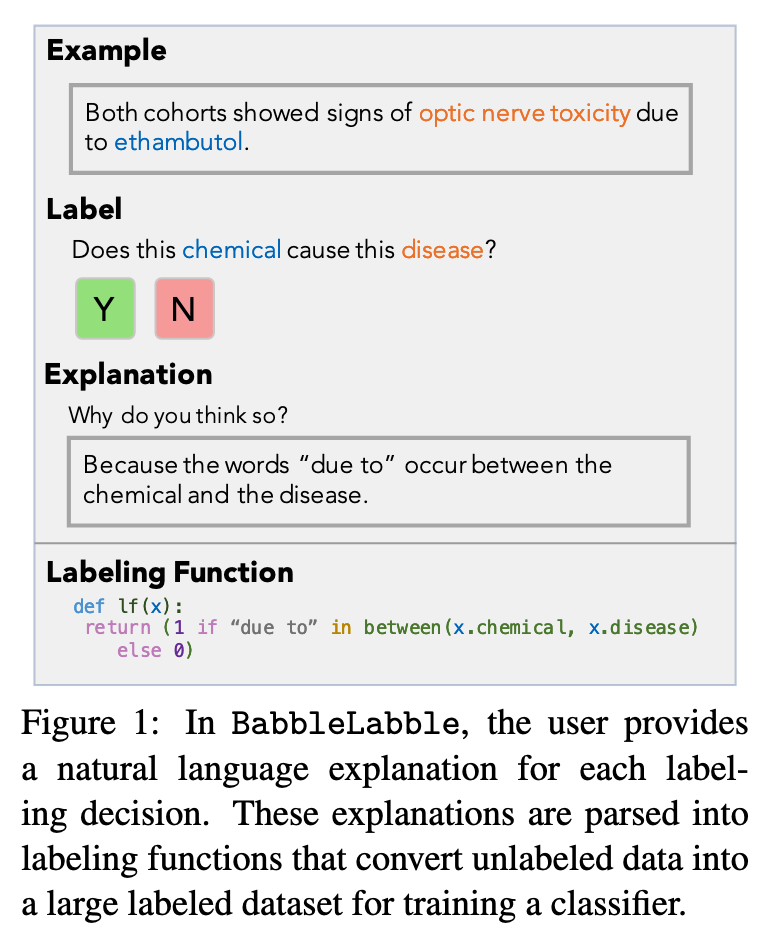 Example
Both cohorts showed signs of optic nerve toxicity due
to ethambutol.
Label
Does this chemical cause this disease?
Y N
Explanation
Why do you think so?
Because the words “due to” occur between the
chemical and the disease.
Labeling Function
def lf(x):
return (1 if “due to” in between(x.chemical, x.disease)
else 0)
Figure 1: In BabbleLabble, the user provides
a natural language explanation for each label-
ing decision. These explanations are parsed into
labeling functions that convert unlabeled data into
a large labeled dataset for training a classifier.